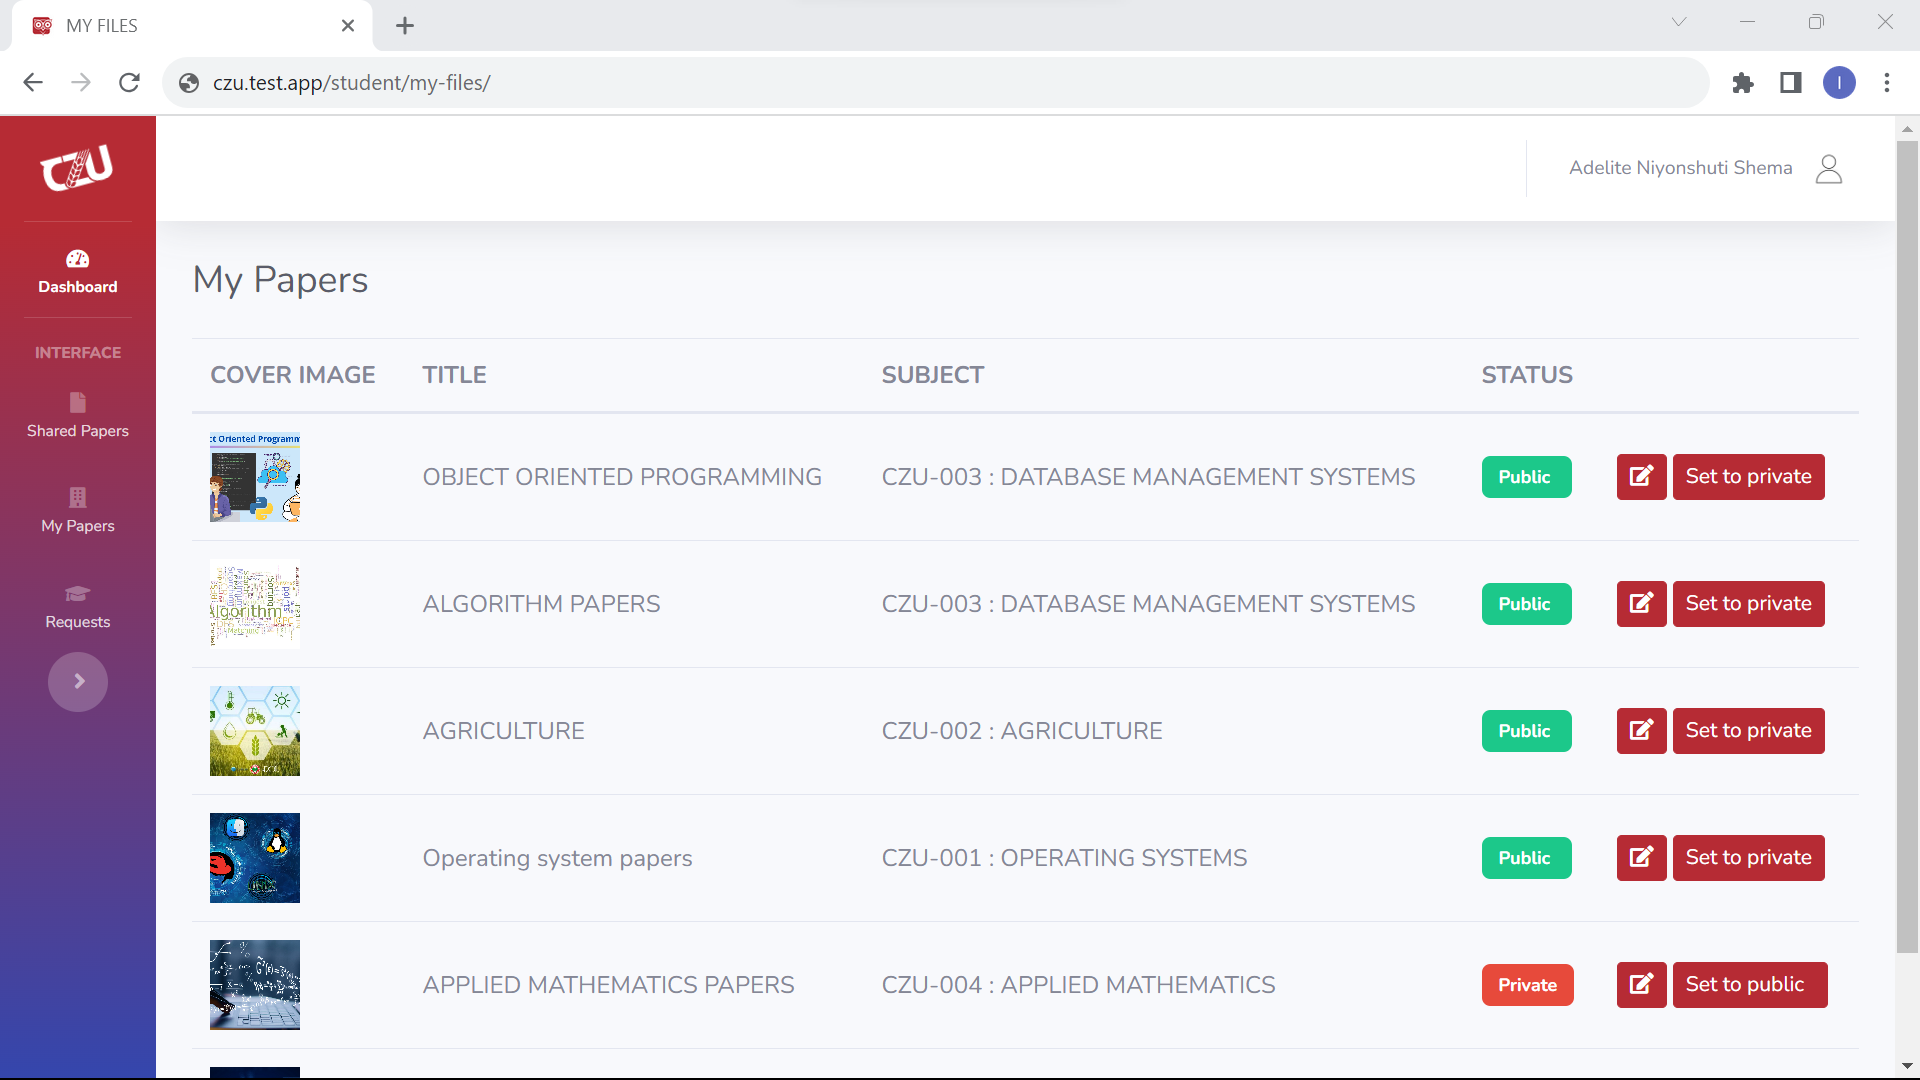 MY FILES
czu.test.app/student/my-files/
I
CZU
Adelite Niyonshuti Shema
Dashboard
INTERFACE
Shared Papers
My Papers
Requests
My Papers
COVER IMAGE TITLE SUBJECT STATUS
ct Oriented Programm
OBJECT ORIENTED PROGRAMMING CZU-003 : DATABASE MANAGEMENT SYSTEMS Public Set to private
lgorithm
ALGORITHM PAPERS CZU-003 : DATABASE MANAGEMENT SYSTEMS Public Set to private
AGRICULTURE CZU-002 : AGRICULTURE Public Set to private
Operating system papers CZU-001 : OPERATING SYSTEMS Public Set to private
APPLIED MATHEMATICS PAPERS CZU-004 : APPLIED MATHEMATICS Private Set to public